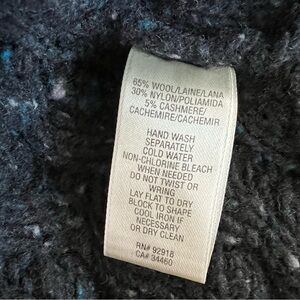 65% WOOL/LAINE/LANA
30% NYLON/POLIAMIDA
5% CASHMERE/
CACHEMIRE/CACHEMIR
HAND WASH
SEPARATELY
COLD WATER
NON-CHLORINE BLEACH
WHEN NEEDED
DO NOT TWIST OR
WRING
LAY FLAT TO DRY
BLOCK TO SHAPE
COOL IRON IF
NECESSARY
OR DRY CLEAN
RN# 92918
CA# 34460